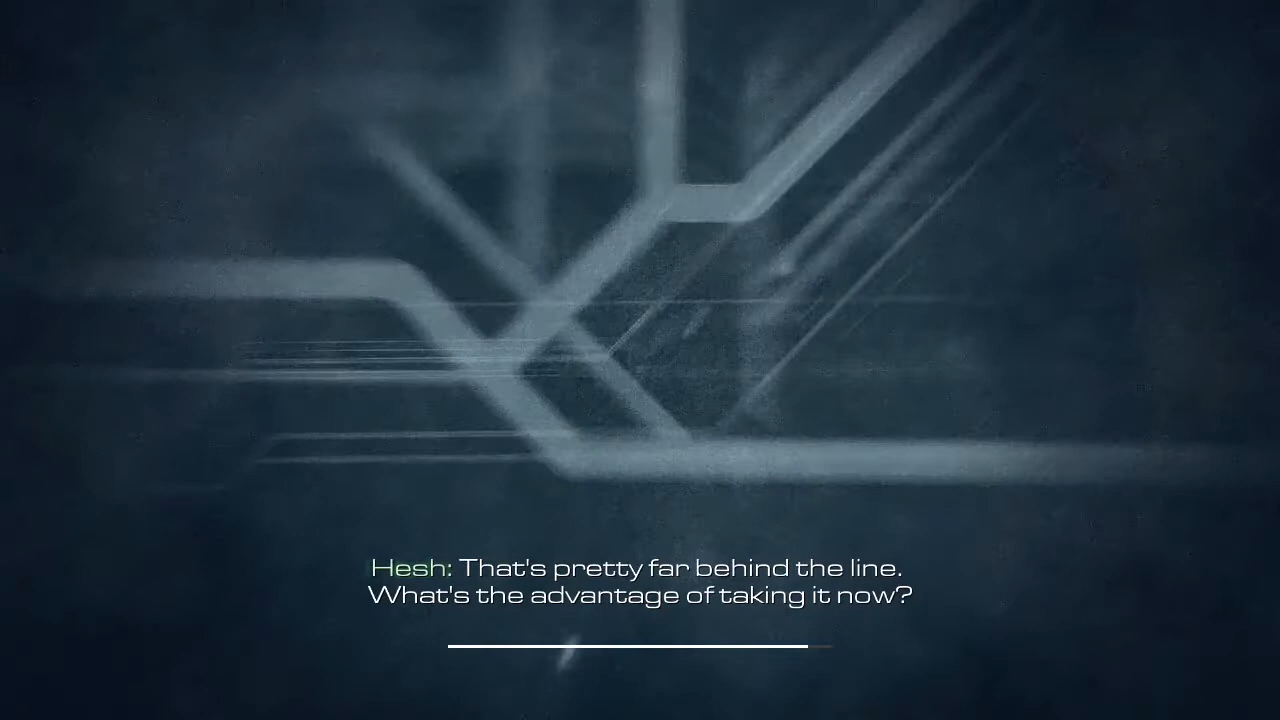 Hesh: That's pretty far behind the line.
What's the advantage of taking it now?